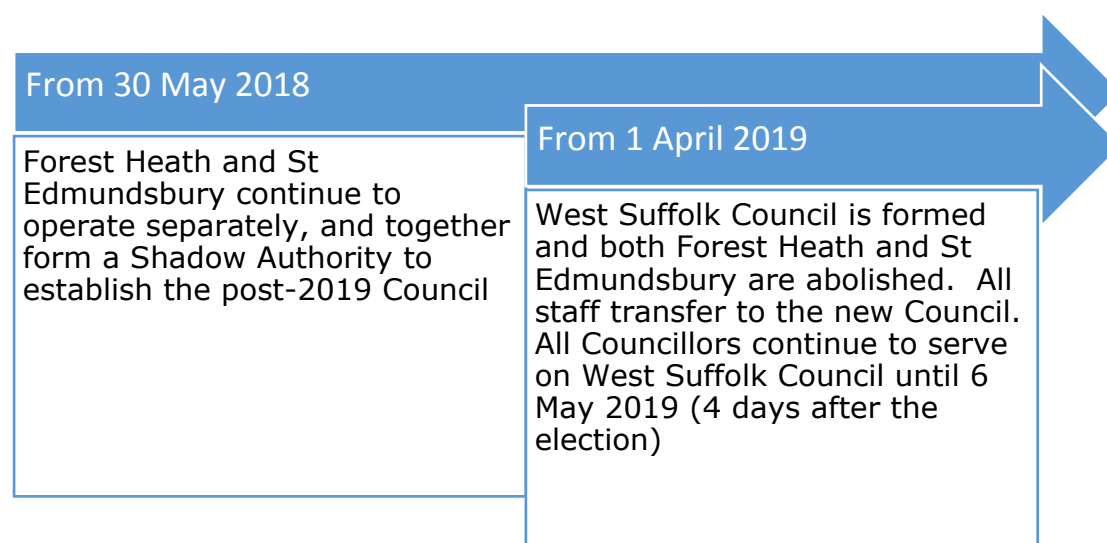 From 30 May 2018
Forest Heath and St
Edmundsbury continue to
operate separately, and together
form a Shadow Authority to
establish the post-2019 Council
From 1 April 2019
West Suffolk Council is formed
and both Forest Heath and St
Edmundsbury are abolished.  All
staff transfer to the new Council.
All Councillors continue to serve
on West Suffolk Council until 6
May 2019 (4 days after the
election)